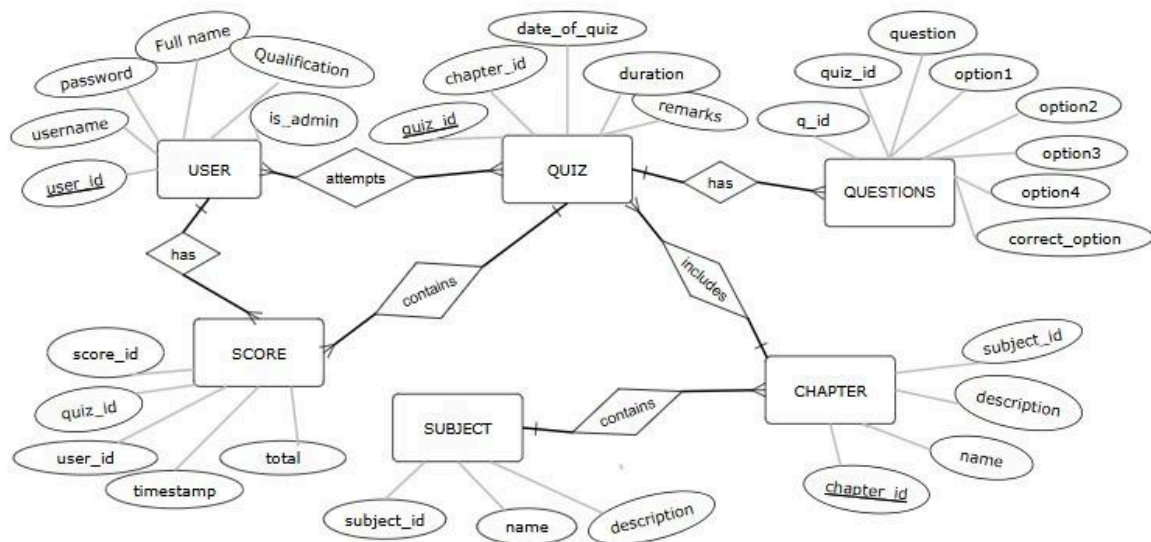 date_of_quiz
Full name
question
Qualification
chapter_id
duration
password
quiz_id
option1
remarks
is_admin
option2
username
quiz_id
q_id
option3
USER
attempts
QUIZ
has
QUESTIONS
user_id
option4
correct_option
has
contains
includes
score_id
SCORE
subject_id
CHAPTER
description
quiz_id
SUBJECT
contains
user_id
total
name
timestamp
chapter_id
subject_id
name
description